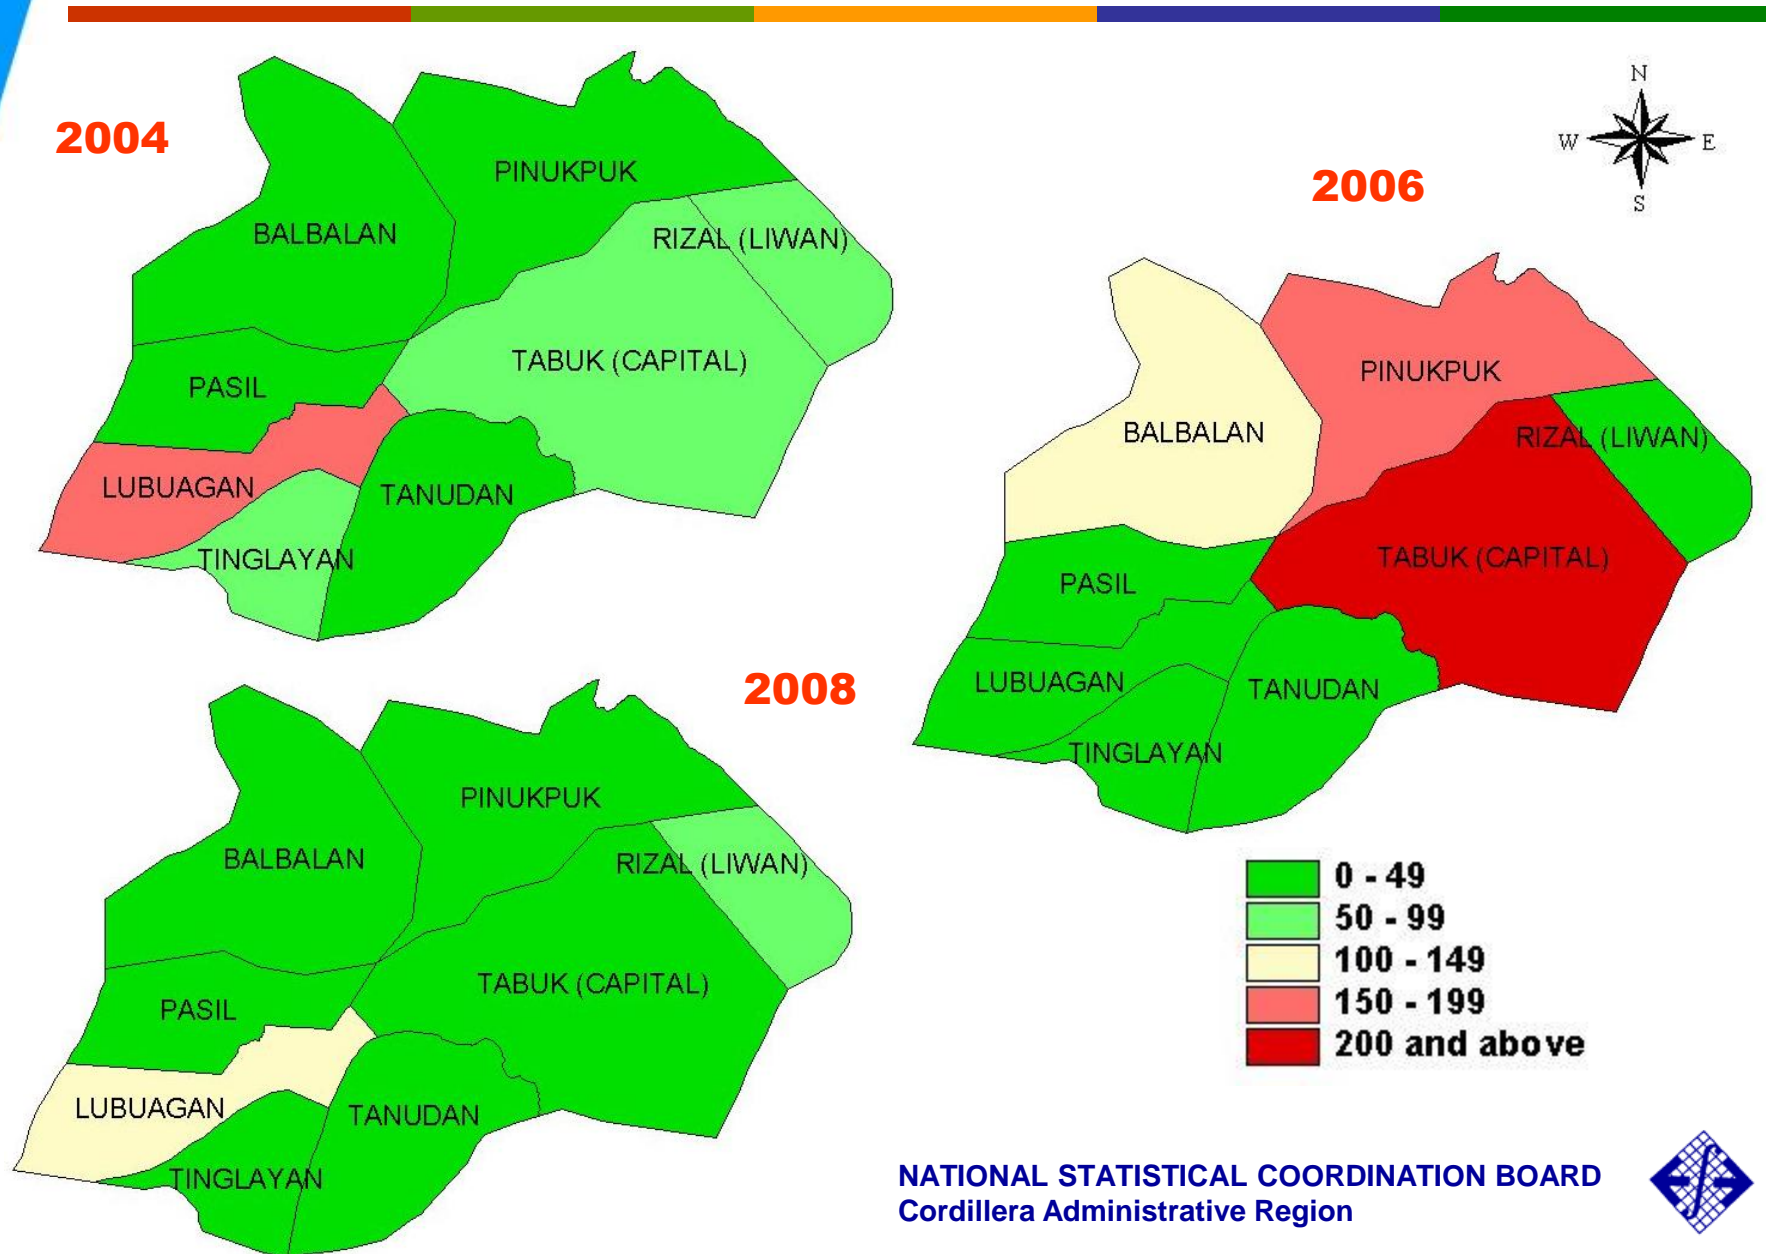 2004
PINUKPUK
BALBALAN
RIZAL (LIWAN)
TABUK (CAPITAL)
PASIL
LUBUAGAN
TANUDAN
TINGLAYAN
N
W
E
S
2006
PINUKPUK
BALBALAN
RIZAL (LIWAN)
TABUK (CAPITAL)
PASIL
LUBUAGAN
TANUDAN
TINGLAYAN
2008
PINUKPUK
BALBALAN
RIZAL (LIWAN)
TABUK (CAPITAL)
PASIL
LUBUAGAN
TANUDAN
TINGLAYAN
0 - 49
50 - 99
100 - 149
150 - 199
200 and above
NATIONAL STATISTICAL COORDINATION BOARD
Cordillera Administrative Region